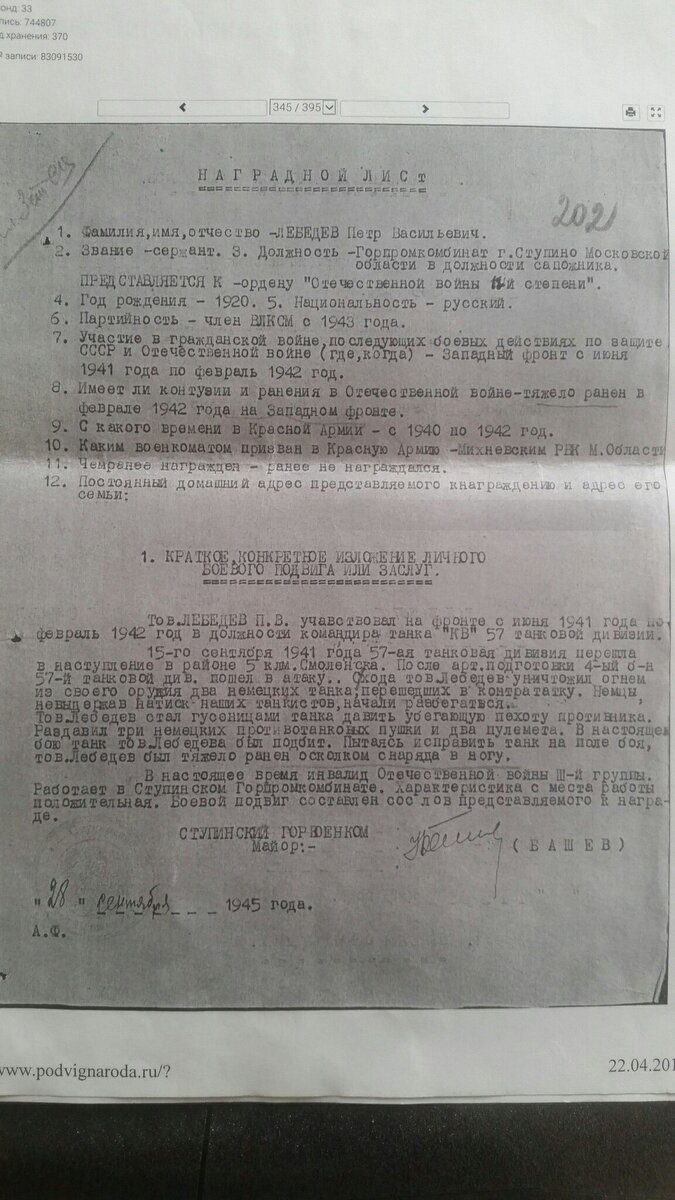 онд: 33
пись: 744807
д хранения: 370
№ записи: 83091530
345 / 395
НАГРАДНОЙ ЛИСТ
2021
1. Фамилия,имя,отчество -ЛЕБЕДЕВ Петр Васильевич.
2. Звание -сержант. 3. Должность -Горпромкомбинат г.Ступино Московской
области в должности сапожника.
ПРЕДСТАВЛЯЕТСЯ К -ордену "Отечественной войны II-й степени".
4. Год рождения - 1920. 5. Национальность - русский.
6. Партийность - член ВЛКСМ с 1943 года.
7. Участие в гражданской войне,последующих боевых действиях по защите
СССР и Отечественной войне (где,когда) - Западный фронт с июня
1941 года по февраль 1942 год.
8. Имеет ли контузии и ранения в Отечественной войне-тяжело ранен в
феврале 1942 года на Западном фронте.
9. С какого времени в Красной Армии - с 1940 по 1942 год.
10. Каким военкоматом призван в Красную Армию -Михневским РВК М.Области
11. Чемранее награжден - ранее не награждался.
12. Постоянный домашний адрес представляемого кнаграждению и адрес его
семьи:
1. КРАТКОЕ,КОНКРЕТНОЕ ИЗЛОЖЕНИЕ ЛИЧНОГО
БОЕВОГО ПОДВИГА ИЛИ ЗАСЛУГ.
Тов.ЛЕБЕДЕВ П.В. учавствовал на фронте с июня 1941 года по
февраль 1942 год в должности командира танка "КВ" 57 танковой дивизии.
15-го сентября 1941 года 57-ая танковая дивизия перешла
в наступление в районе 5 клм.Смоленска. После арт.подготовки 4-ый б-н
57-й танковой див. пошел в атаку.. Схода тов.Лебедев уничтожил огнем
из своего оружия два немецких танка,перешедших в контратаку. Немцы
невыдержав натиск наших танкистов,начали разбегаться.
Тов.Лебедев стал гусеницами танка давить убегающую пехоту противника.
Раздавил три немецких противотанковых пушки и два пулемета. В настоящем
бою танк тов.Лебедева был подбит. Пытаясь исправить танк на поле боя,
тов.Лебедев был тяжело ранен осколком снаряда в ногу.
В настоящее время инвалид Отечественной войны Ш-й группы.
Работает в Ступинском Горпромкомбинате. Характеристика с места работы
положительная. Боевой подвиг составлен сос лов представляемого к награ-
де.
СТУПИНСКИЙ ГОРВОЕНКОМ
Майор:-
(БАШЕВ)
"28" сентября 1945 года.
А.Ф.
www.podvignaroda.ru/?
22.04.201